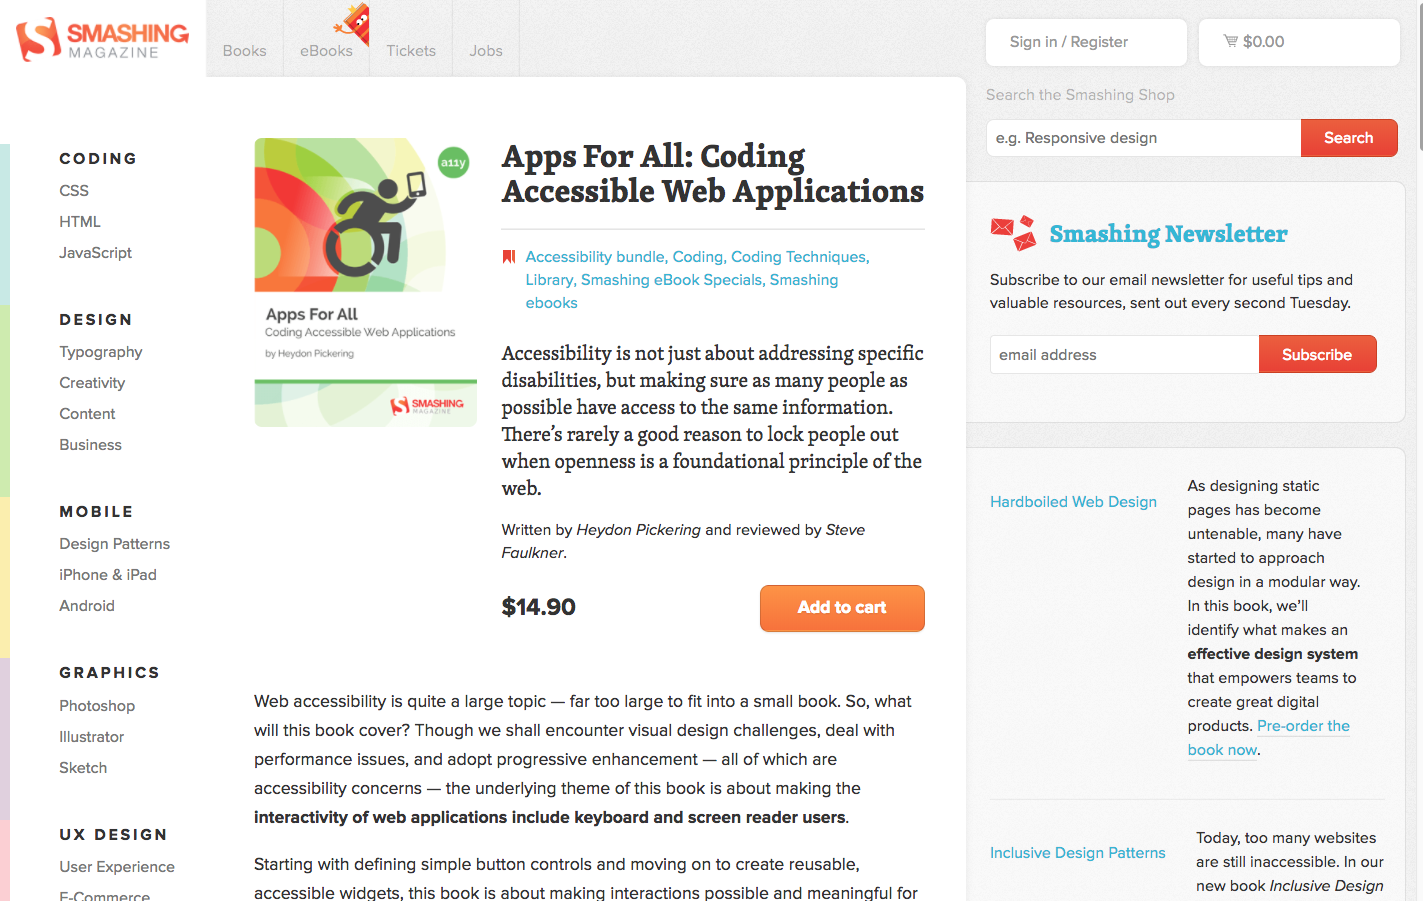 SMASHING
MAGAZINE
Books
eBooks
Tickets
Jobs
Sign in / Register
$0.00
Search the Smashing Shop
e.g. Responsive design
Search
CODING
CSS
HTML
JavaScript
DESIGN
Typography
Creativity
Content
Business
MOBILE
Design Patterns
iPhone & iPad
Android
GRAPHICS
Photoshop
Illustrator
Sketch
UX DESIGN
User Experience
E-Commerce
a11y
Apps For All
Coding Accessible Web Applications
by Heydon Pickering
SMASHING
MAGAZINE
Apps For All: Coding
Accessible Web Applications
Accessibility bundle, Coding, Coding Techniques,
Library, Smashing eBook Specials, Smashing
ebooks
Accessibility is not just about addressing specific
disabilities, but making sure as many people as
possible have access to the same information.
There’s rarely a good reason to lock people out
when openness is a foundational principle of the
web.
Written by Heydon Pickering and reviewed by Steve
Faulkner.
$14.90
Add to cart
Web accessibility is quite a large topic — far too large to fit into a small book. So, what
will this book cover? Though we shall encounter visual design challenges, deal with
performance issues, and adopt progressive enhancement — all of which are
accessibility concerns — the underlying theme of this book is about making the
interactivity of web applications include keyboard and screen reader users.
Starting with defining simple button controls and moving on to create reusable,
accessible widgets, this book is about making interactions possible and meaningful for
Smashing Newsletter
Subscribe to our email newsletter for useful tips and
valuable resources, sent out every second Tuesday.
email address
Subscribe
Hardboiled Web Design
As designing static
pages has become
untenable, many have
started to approach
design in a modular way.
In this book, we’ll
identify what makes an
effective design system
that empowers teams to
create great digital
products. Pre-order the
book now.
Inclusive Design Patterns
Today, too many websites
are still inaccessible. In our
new book Inclusive Design